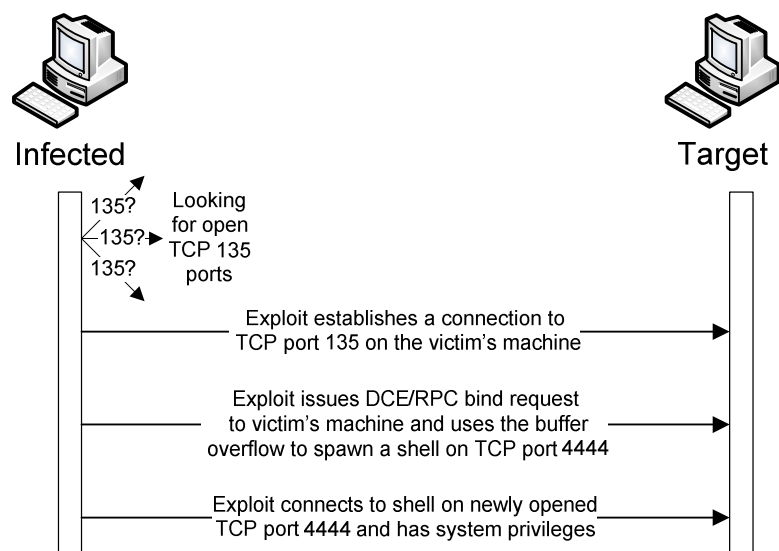 Infected
Target
135?
135?
135?
Looking
for open
TCP 135
ports
Exploit establishes a connection to
TCP port 135 on the victim's machine
Exploit issues DCE/RPC bind request
to victim's machine and uses the buffer
overflow to spawn a shell on TCP port 4444
Exploit connects to shell on newly opened
TCP port 4444 and has system privileges